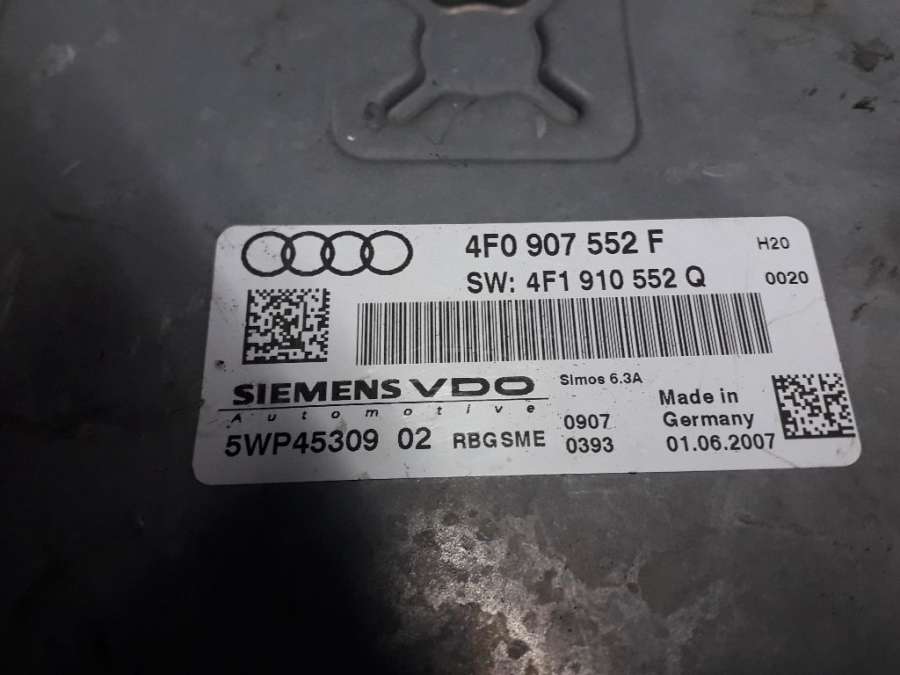 4F0 907 552 F H20
SW: 4F1 910 552 Q 0020
SIEMENS VDO
Automotive
Simos 6.3A
5WP45309 02 RBGSME
0907
0393
Made in
Germany
01.06.2007